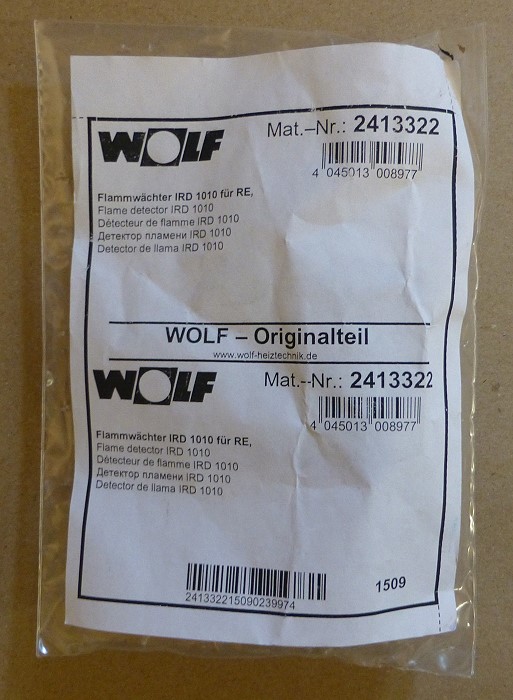 WOLF
Mat.–Nr.: 2413322
4 045013 008977
Flammwächter IRD 1010 für RE,
Flame detector IRD 1010
Détecteur de flamme IRD 1010
Детектор пламени IRD 1010
Detector de llama IRD 1010
WOLF – Originalteil
www.wolf-heiztechnik.de
WOLF
Mat.--Nr.: 2413322
4 045013 008977
Flammwächter IRD 1010 für RE,
Flame detector IRD 1010
Détecteur de flamme IRD 1010
Детектор пламени IRD 1010
Detector de llama IRD 1010
241332215090239974
1509